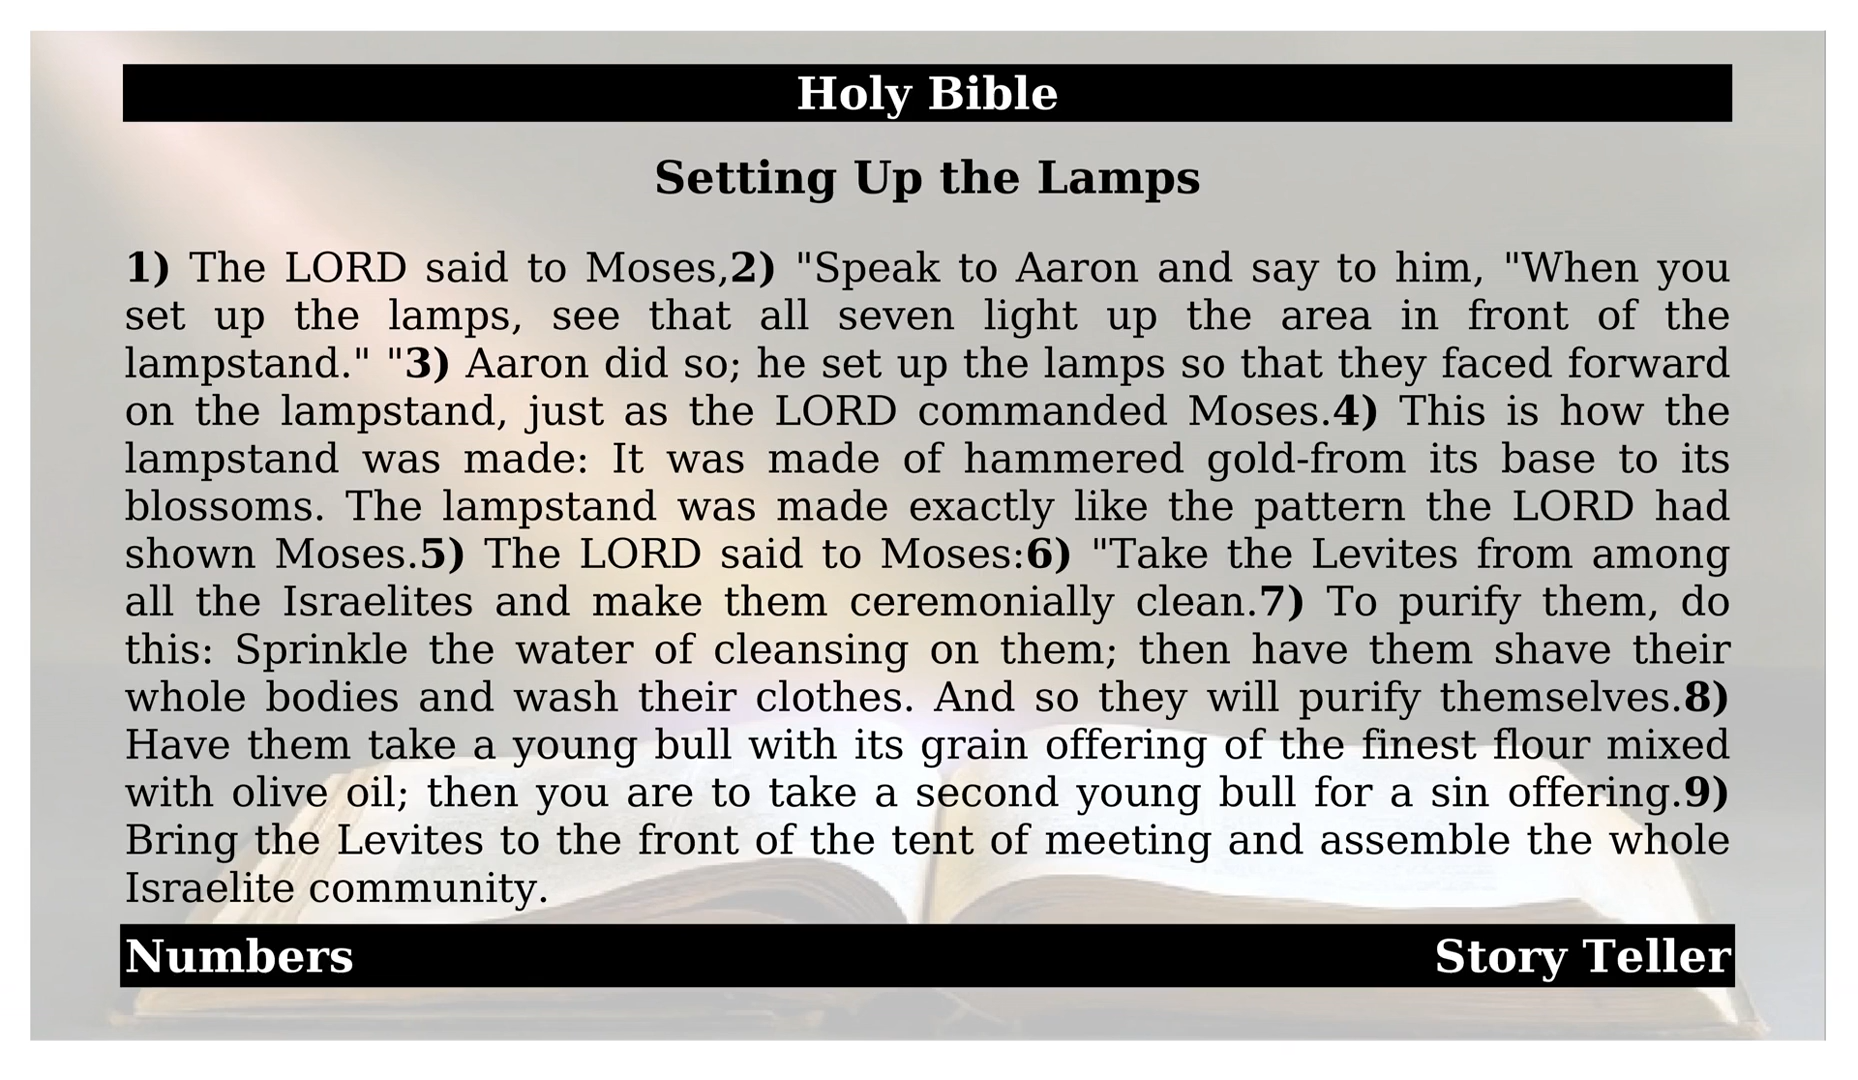 Holy Bible
Setting Up the Lamps
1) The LORD said to Moses,2) "Speak to Aaron and say to him, "When you
set up the lamps, see that all seven light up the area in front of the
lampstand." "3) Aaron did so; he set up the lamps so that they faced forward
on the lampstand, just as the LORD commanded Moses.4) This is how the
lampstand was made: It was made of hammered gold-from its base to its
blossoms. The lampstand was made exactly like the pattern the LORD had
shown Moses.5) The LORD said to Moses:6) "Take the Levites from among
all the Israelites and make them ceremonially clean.7) To purify them, do
this: Sprinkle the water of cleansing on them; then have them shave their
whole bodies and wash their clothes. And so they will purify themselves.8)
Have them take a young bull with its grain offering of the finest flour mixed
with olive oil; then you are to take a second young bull for a sin offering.9)
Bring the Levites to the front of the tent of meeting and assemble the whole
Israelite community.
Numbers Story Teller